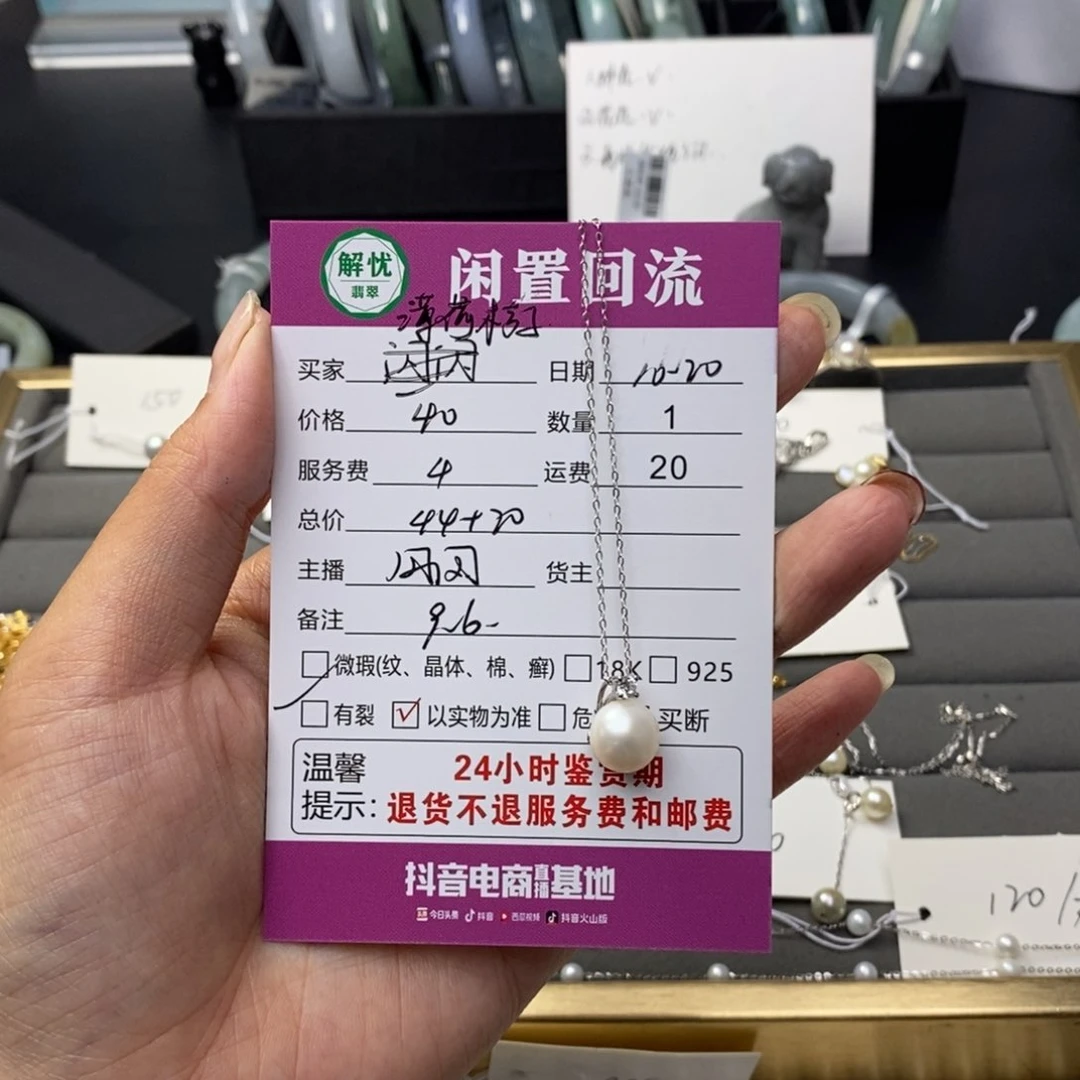 解忧
翡翠
闲置回流
买家 日期 10-20
价格 40 数量 1
服务费 4 运费 20
总价 44+20
主播 货主
备注 9.6-
微瑕(纹、晶体、棉、癣) 18K 925
有裂 以实物为准 危 买断
温馨 24小时鉴赏期
提示: 退货不退服务费和邮费
抖音电商直播基地
今日头条 抖音 西瓜视频 抖音火山版
120/